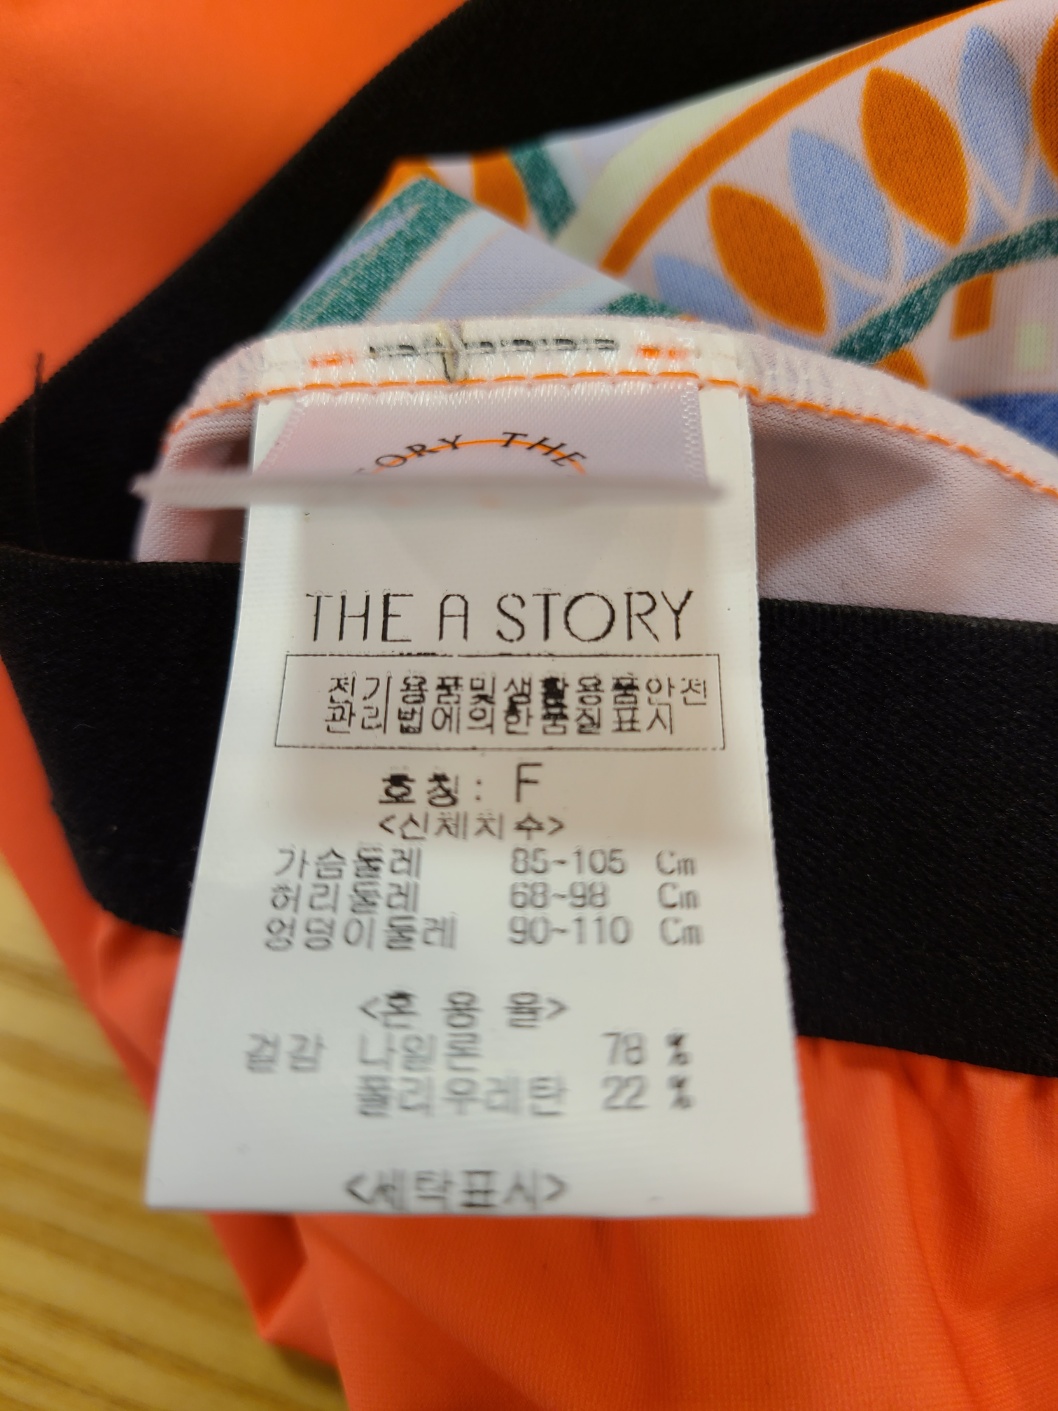 ORY THE
THE A STORY
전기용품및생활용품안전
관리법에의한품질표시
호칭: F
<신체치수>
가슴둘레 85~105 Cm
허리둘레 68~98 Cm
엉덩이둘레 90~110 Cm
<혼용율>
겉감 나일론 78 %
폴리우레탄 22 %
<세탁표시>